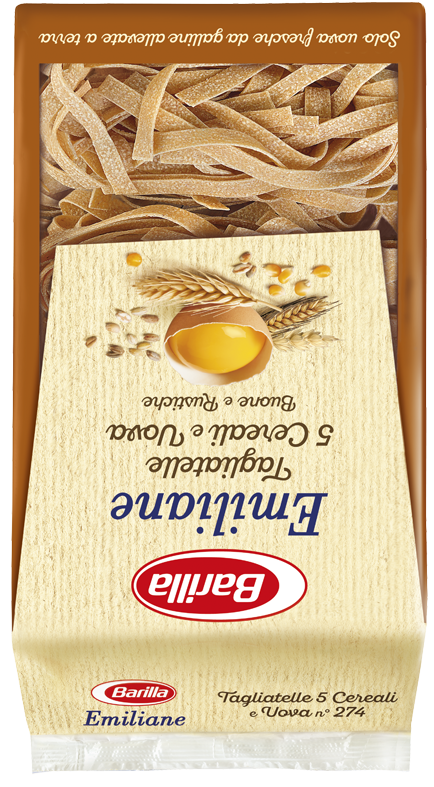 Barilla
Emiliane
Tagliatelle
5 Cereali e Uova
Buone e Rustiche
Solo uova fresche da galline allevate a terra
Barilla
Emiliane
Tagliatelle 5 Cereali
e Uova n° 274